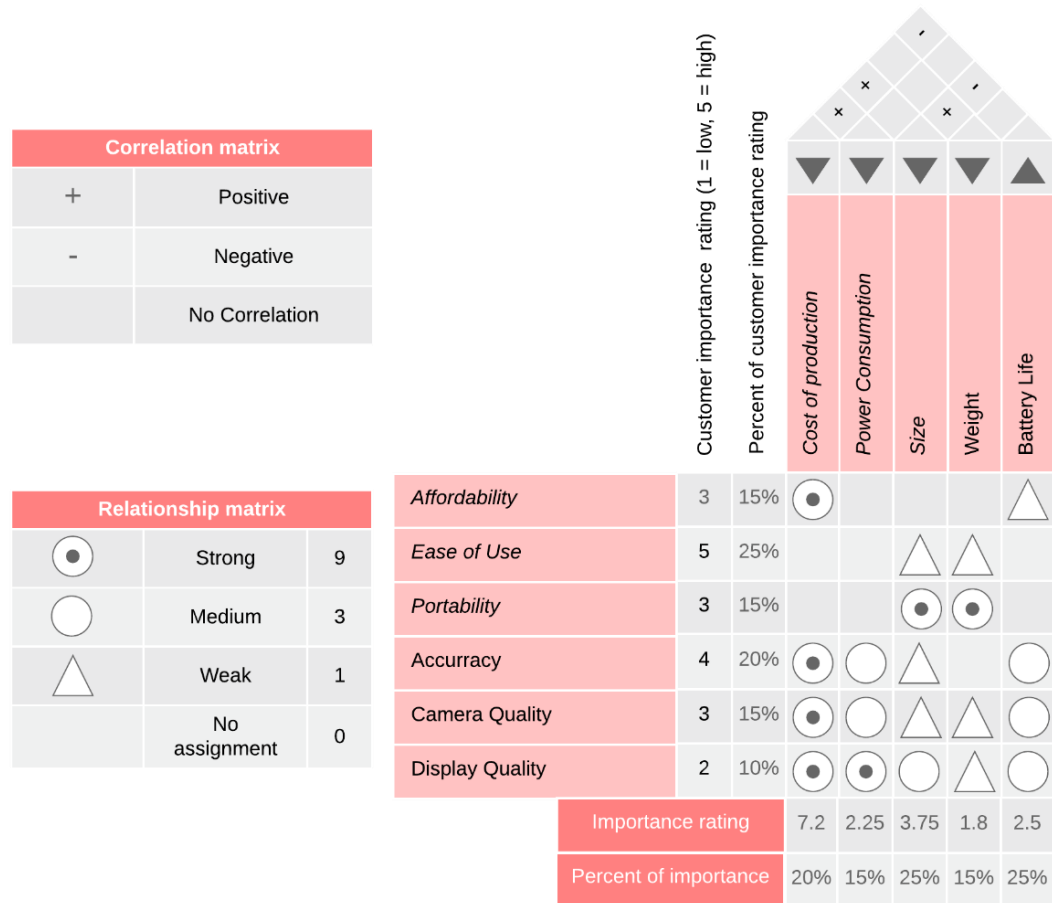 Customer importance rating (1 = low, 5 = high)
Percent of customer importance rating
-
+ -
+ +
Correlation matrix
+ Positive
- Negative
No Correlation
Cost of production
Power Consumption
Size
Weight
Battery Life
Relationship matrix
Strong 9
Medium 3
Weak 1
No
assignment 0
Affordability 3 15%
Ease of Use 5 25%
Portability 3 15%
Accurracy 4 20%
Camera Quality 3 15%
Display Quality 2 10%
Importance rating 7.2 2.25 3.75 1.8 2.5
Percent of importance 20% 15% 25% 15% 25%